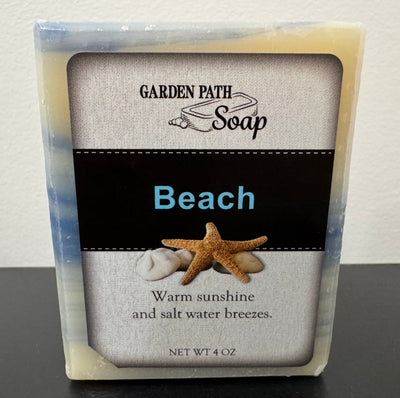 GARDEN PATH
Soap
Beach
Warm sunshine
and salt water breezes.
NET WT 4 OZ